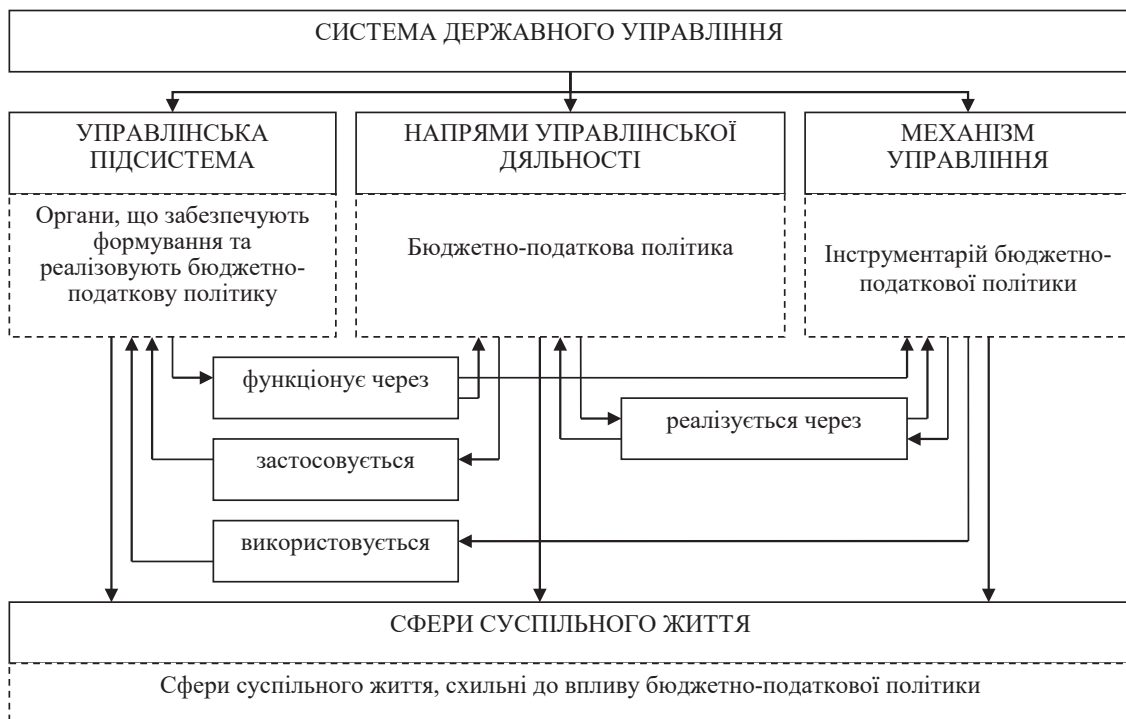 СИСТЕМА ДЕРЖАВНОГО УПРАВЛІННЯ
УПРАВЛІНСЬКА
ПІДСИСТЕМА
НАПРЯМИ УПРАВЛІНСЬКОЇ
ДЯЛЬНОСТІ
МЕХАНІЗМ
УПРАВЛІННЯ
Органи, що забезпечують
формування та
реалізовують бюджетно-
податкову політику
Бюджетно-податкова політика
Інструментарій бюджетно-
податкової політики
функціонує через
реалізується через
застосовується
використовується
СФЕРИ СУСПІЛЬНОГО ЖИТТЯ
Сфери суспільного життя, схильні до впливу бюджетно-податкової політики